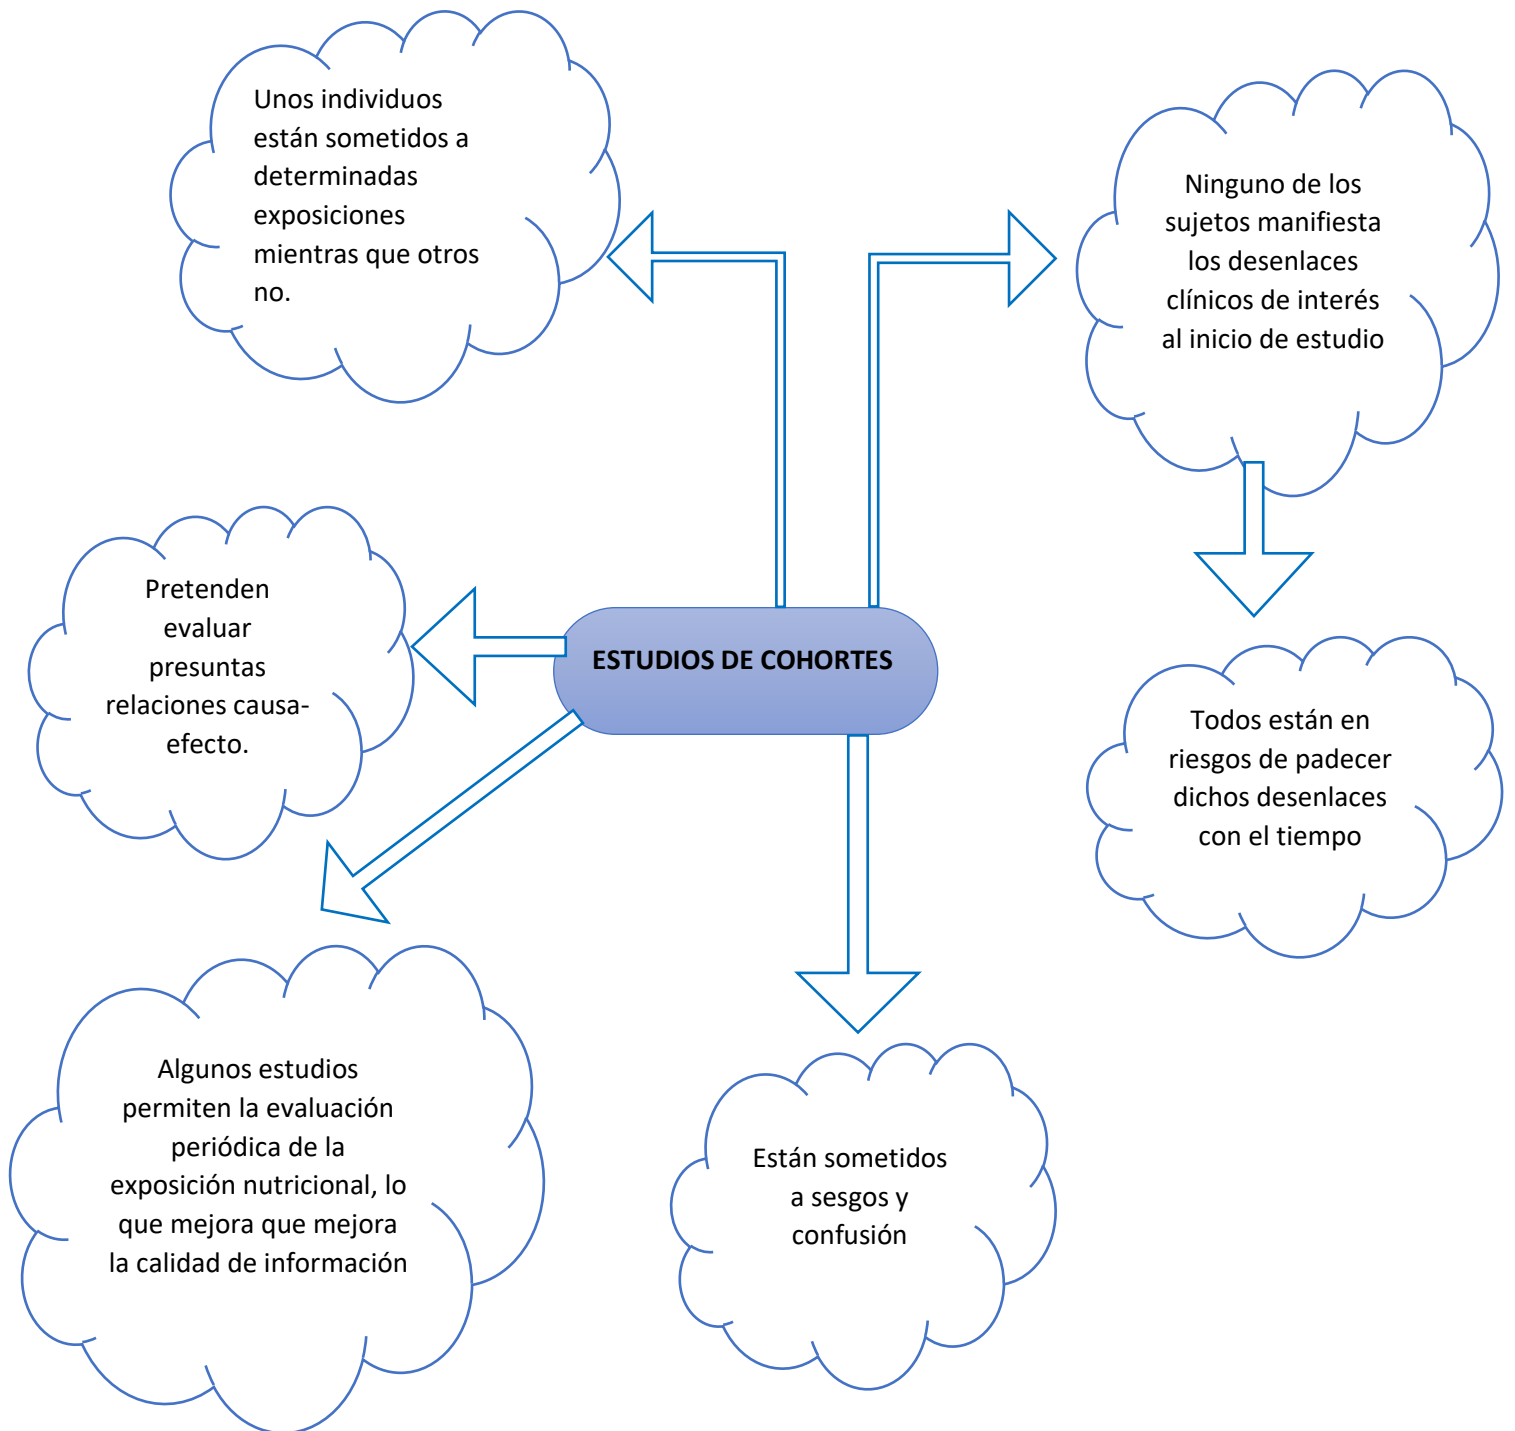 Unos individuos
están sometidos a
determinadas
exposiciones
mientras que otros
no.
Ninguno de los
sujetos manifiesta
los desenlaces
clínicos de interés
al inicio de estudio
Pretenden
evaluar
presuntas
relaciones causa-
efecto.
ESTUDIOS DE COHORTES
Todos están en
riesgos de padecer
dichos desenlaces
con el tiempo
Algunos estudios
permiten la evaluación
periódica de la
exposición nutricional, lo
que mejora que mejora
la calidad de información
Están sometidos
a sesgos y
confusión